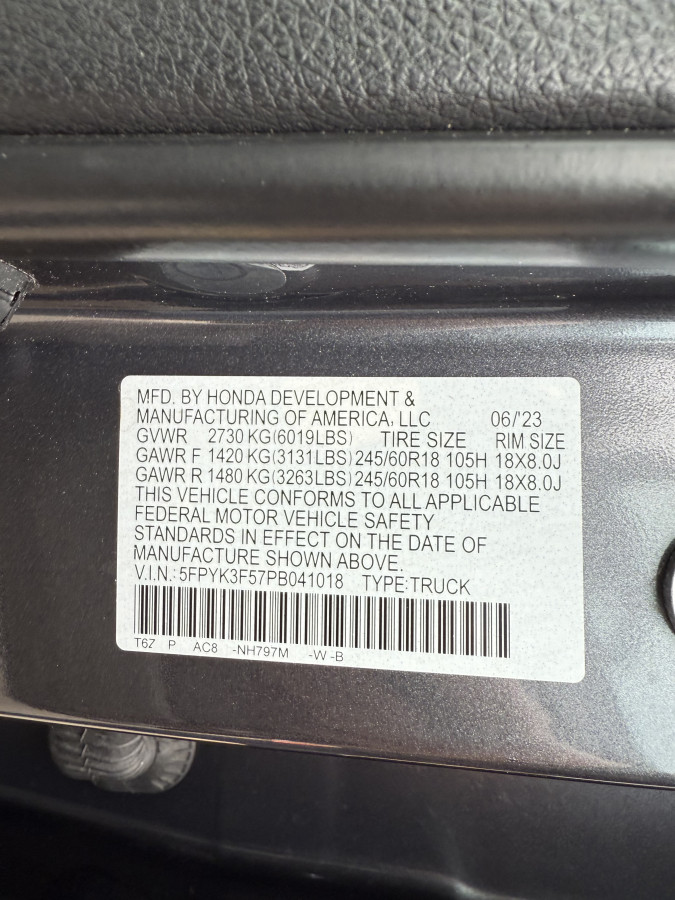 MFD. BY HONDA DEVELOPMENT &
MANUFACTURING OF AMERICA, LLC 06/'23
GVWR 2730 KG(6019LBS) TIRE SIZE RIM SIZE
GAWR F 1420 KG(3131LBS) 245/60R18 105H 18X8.0J
GAWR R 1480 KG(3263LBS) 245/60R18 105H 18X8.0J
THIS VEHICLE CONFORMS TO ALL APPLICABLE
FEDERAL MOTOR VEHICLE SAFETY
STANDARDS IN EFFECT ON THE DATE OF
MANUFACTURE SHOWN ABOVE.
V.I.N.: 5FPYK3F57PB041018 TYPE:TRUCK
T6Z P AC8 -NH797M -W -B